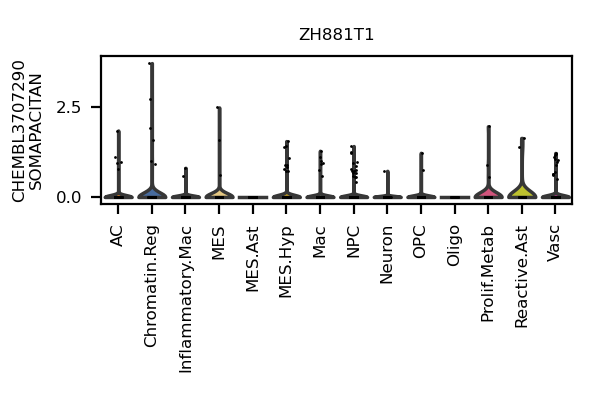 ZH881T1
CHEMBL3707290
SOMAPACITAN
2.5
0.0
AC
Chromatin.Reg
Inflammatory.Mac
MES
MES.Ast
MES.Hyp
Mac
NPC
Neuron
OPC
Oligo
Prolif.Metab
Reactive.Ast
Vasc